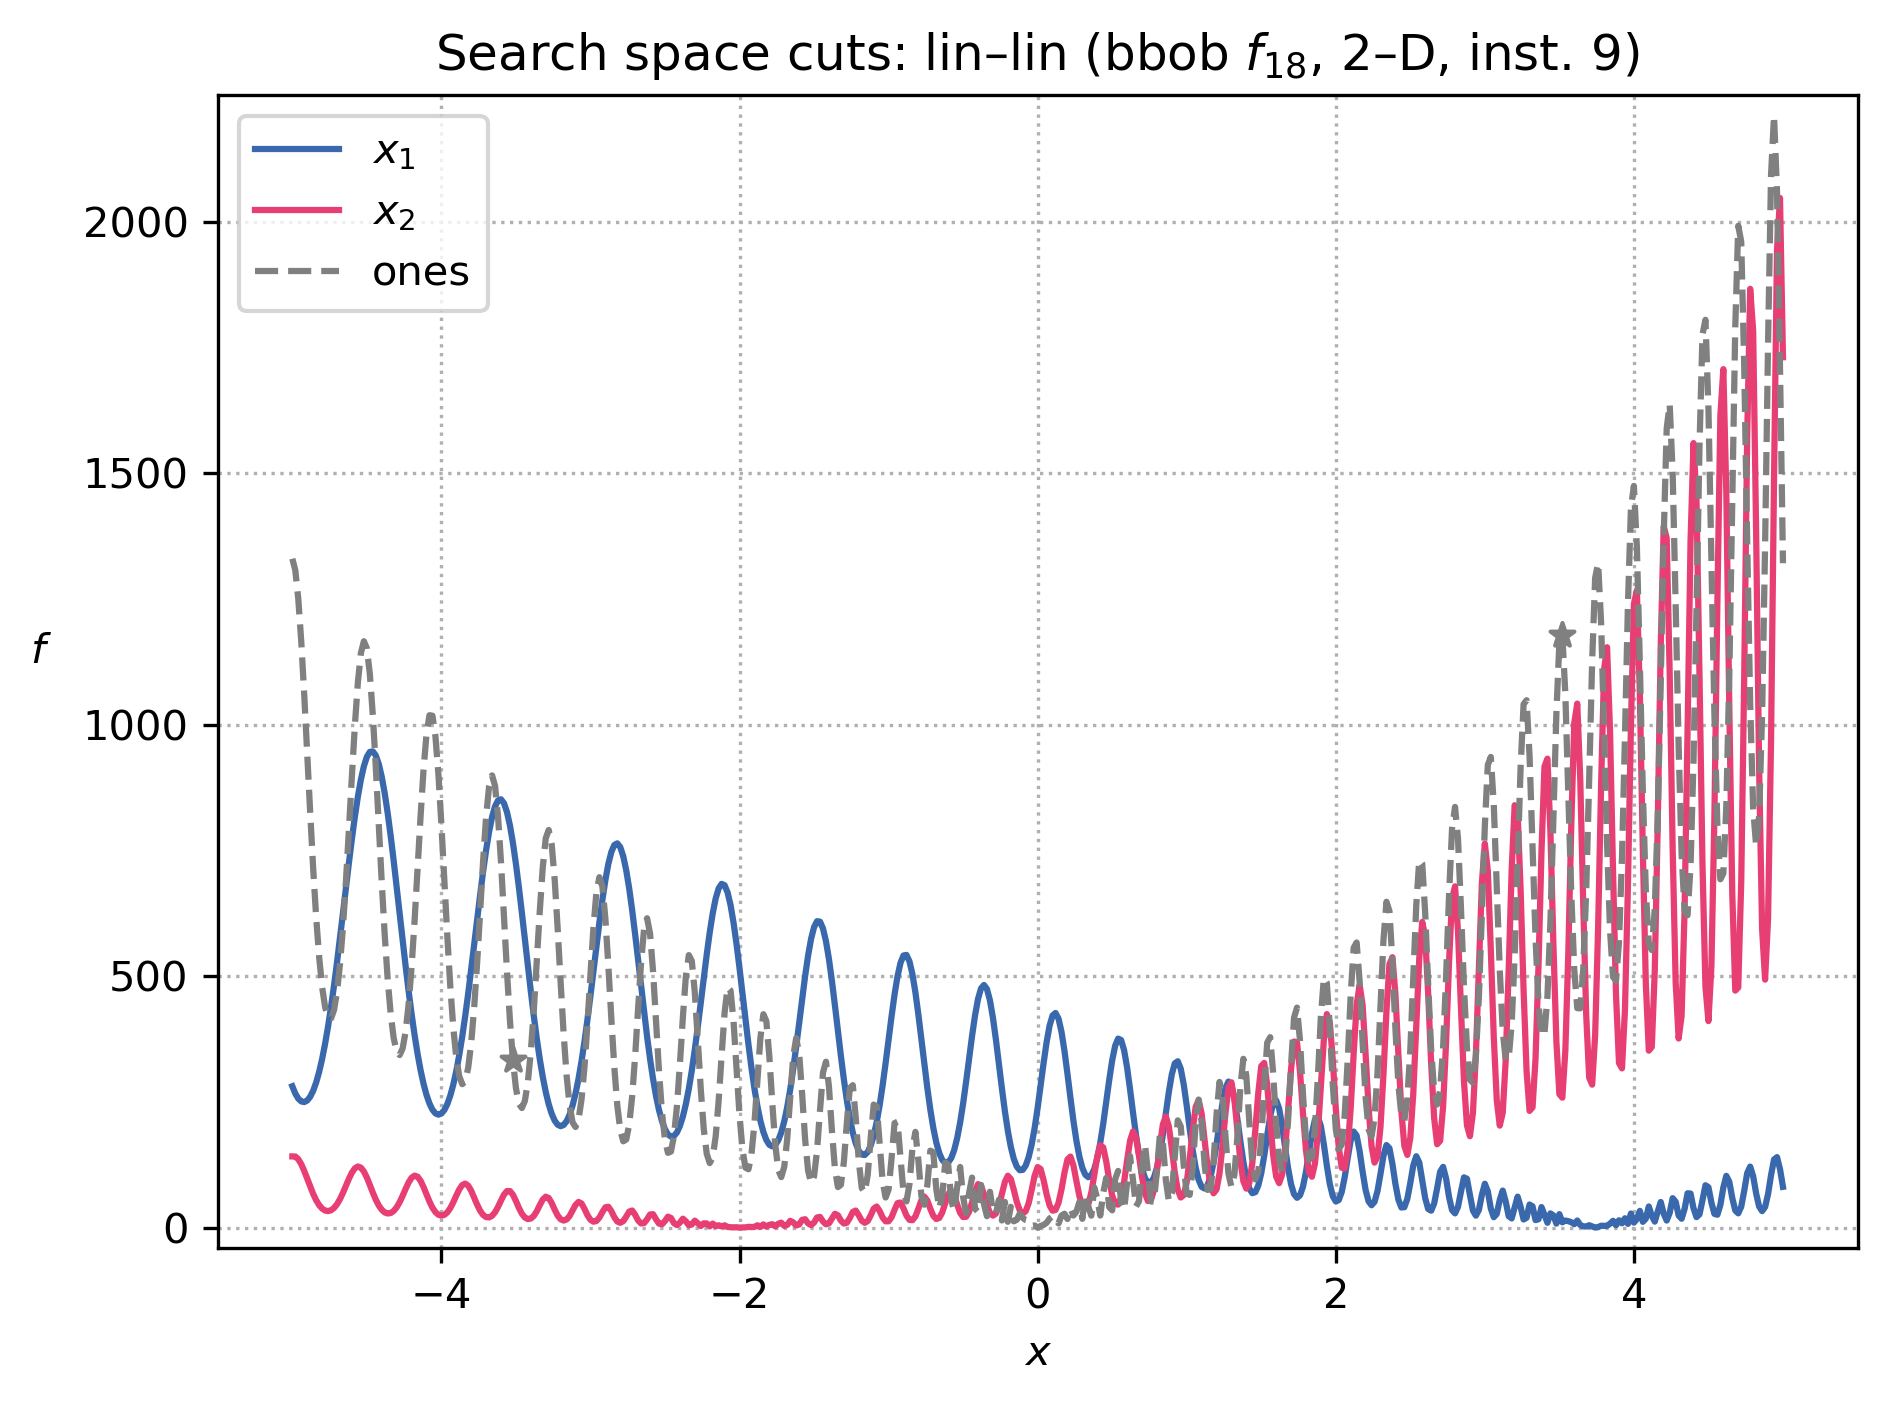 Search space cuts: lin–lin (bbob f18, 2–D, inst. 9)
x1
x2
ones
2000
1500
f
1000
500
0
−4 −2 0 2 4
x